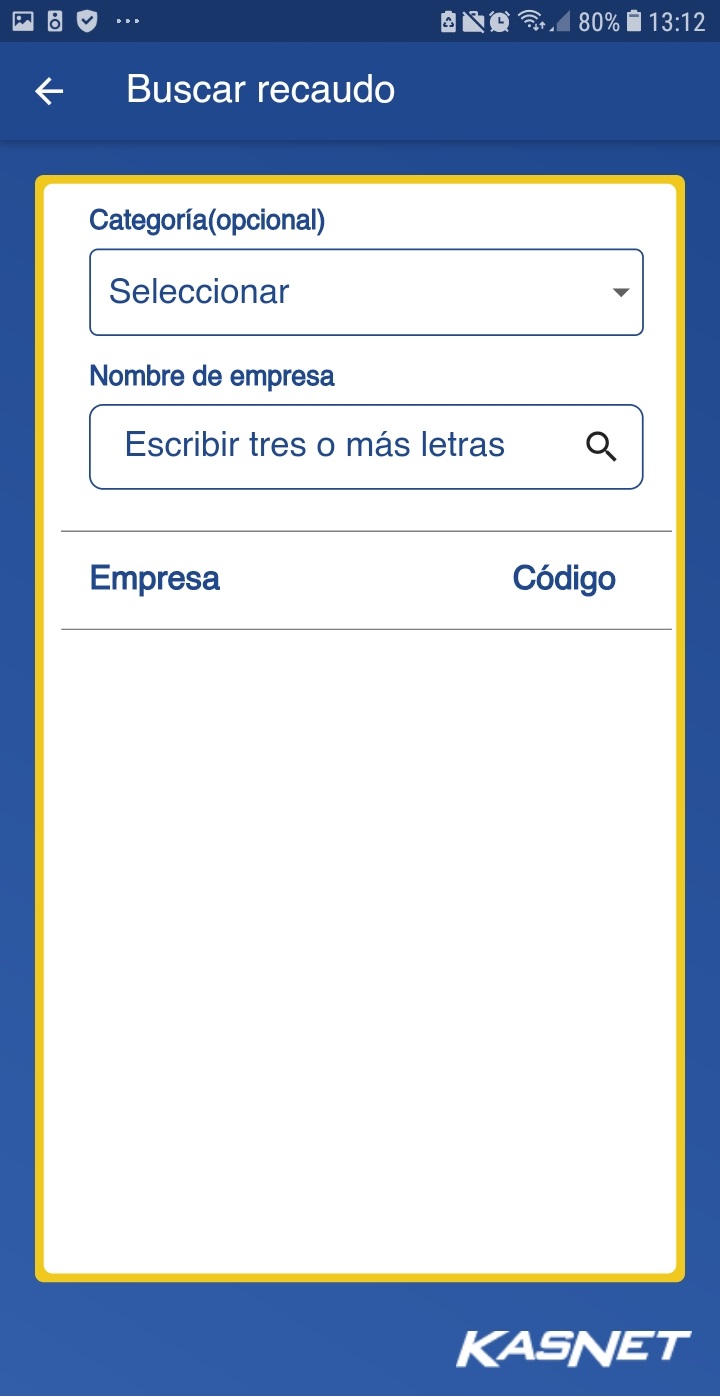 80% 13:12
Buscar recaudo
Categoría(opcional)
Seleccionar
Nombre de empresa
Escribir tres o más letras
Empresa Código
KASNET